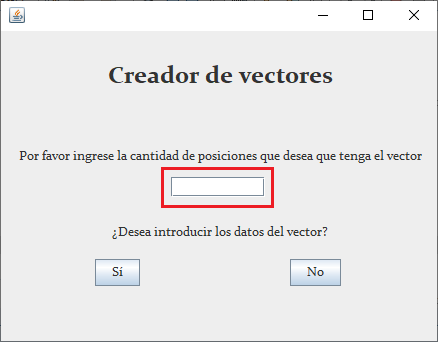 Creador de vectores
Por favor ingrese la cantidad de posiciones que desea que tenga el vector
¿Desea introducir los datos del vector?
Sí
No